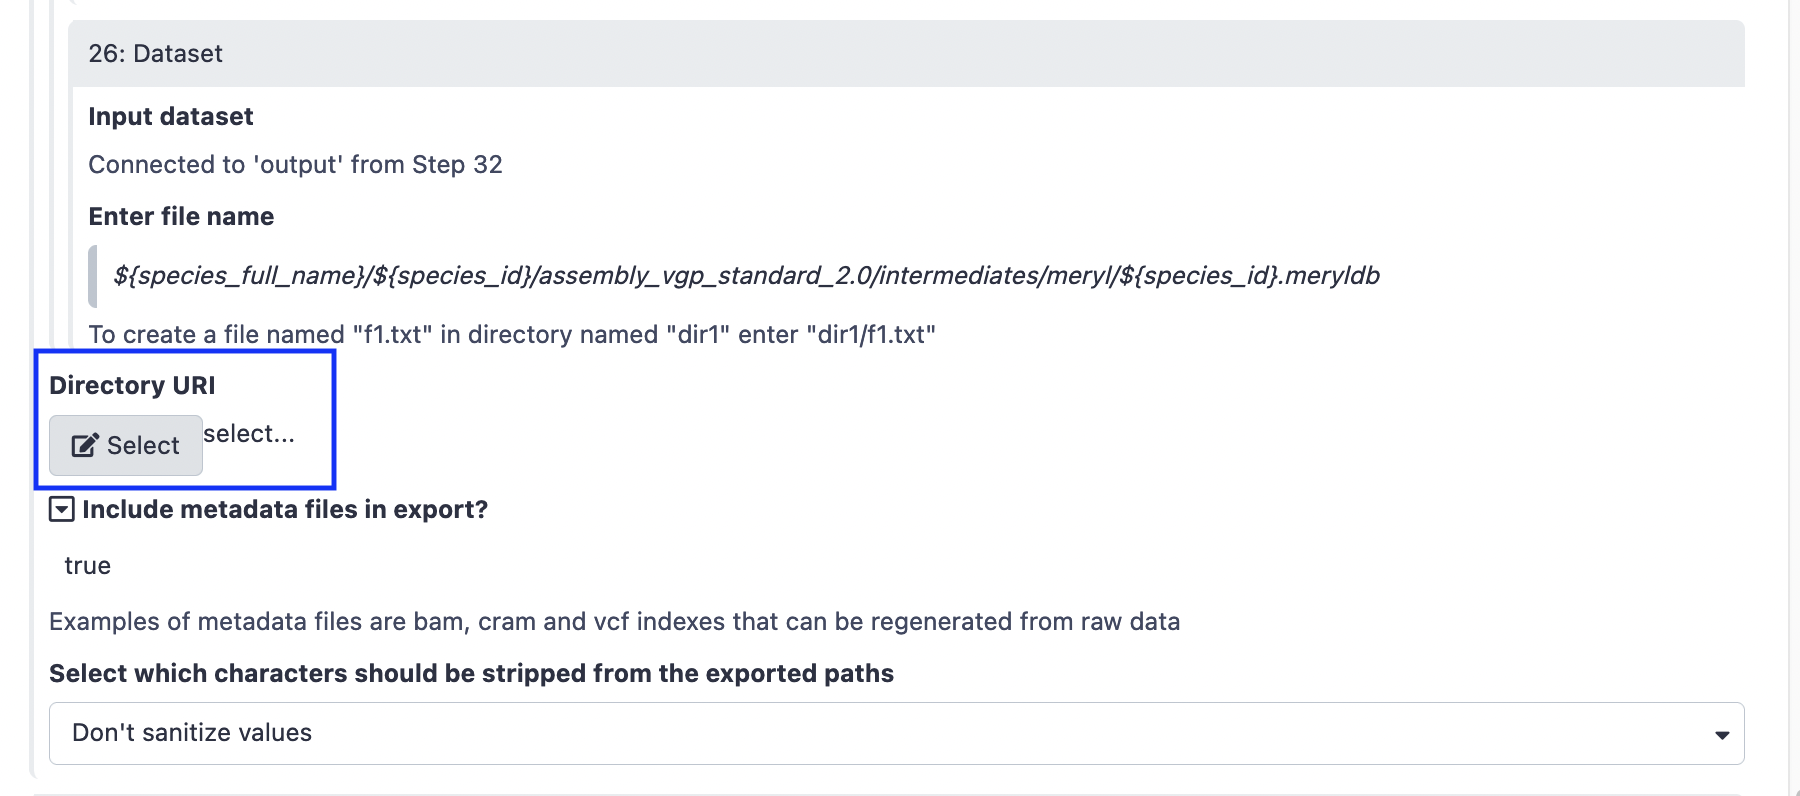 26: Dataset
Input dataset
Connected to 'output' from Step 32
Enter file name
${species_full_name}/${species_id}/assembly_vgp_standard_2.0/intermediates/meryl/${species_id}.meryldb
To create a file named "f1.txt" in directory named "dir1" enter "dir1/f1.txt"
Directory URI
Select select...
Include metadata files in export?
true
Examples of metadata files are bam, cram and vcf indexes that can be regenerated from raw data
Select which characters should be stripped from the exported paths
Don't sanitize values